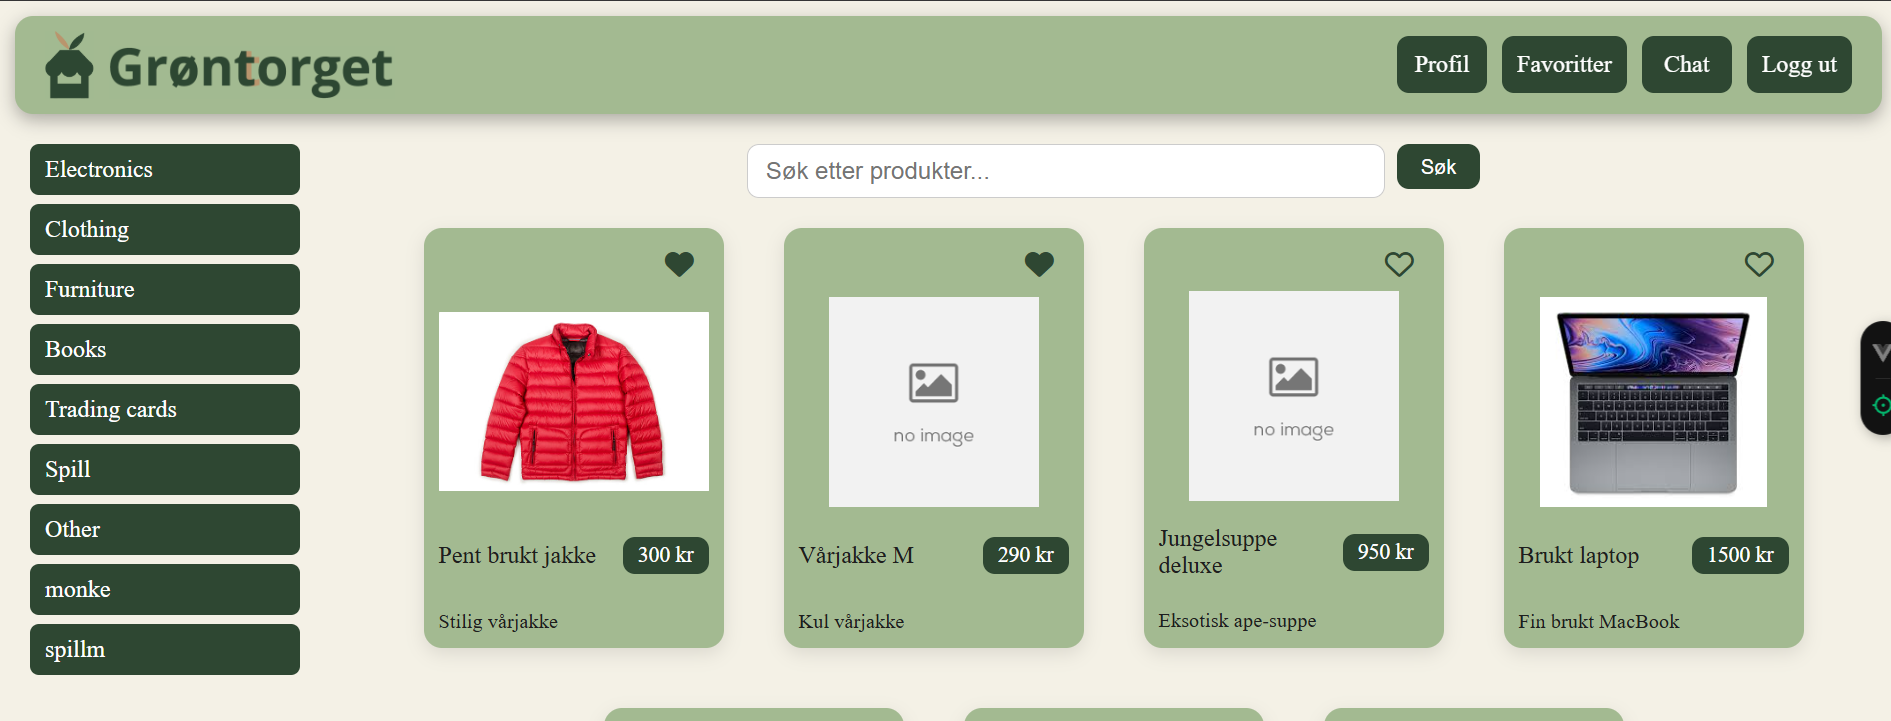 Grøntorget
Profil
Favoritter
Chat
Logg ut
Electronics
Clothing
Furniture
Books
Trading cards
Spill
Other
monke
spillm
Søk etter produkter...
Søk
Pent brukt jakke
300 kr
Stilig vårjakke
no image
Vårjakke M
290 kr
Kul vårjakke
no image
Jungelsuppe
deluxe
950 kr
Eksotisk ape-suppe
Brukt laptop
1500 kr
Fin brukt MacBook